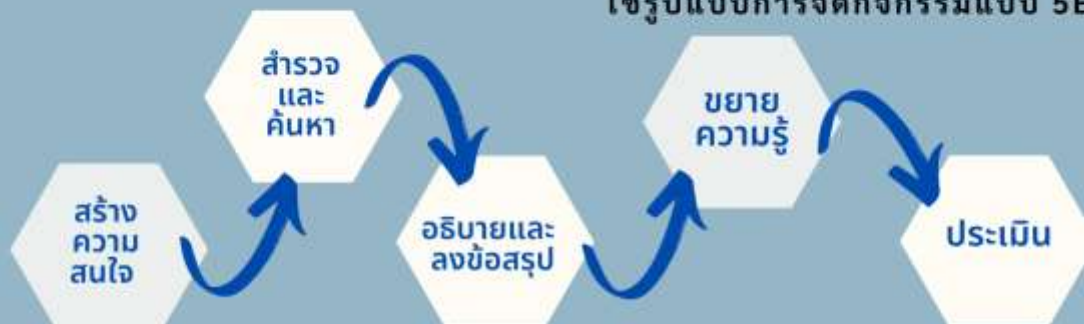 ใช้รูปแบบการจัดกิจกรรมแบบ 5E
สร้าง
ความ
สนใจ
สำรวจ
และ
ค้นหา
อธิบายและ
ลงข้อสรุป
ขยาย
ความรู้
ประเมิน